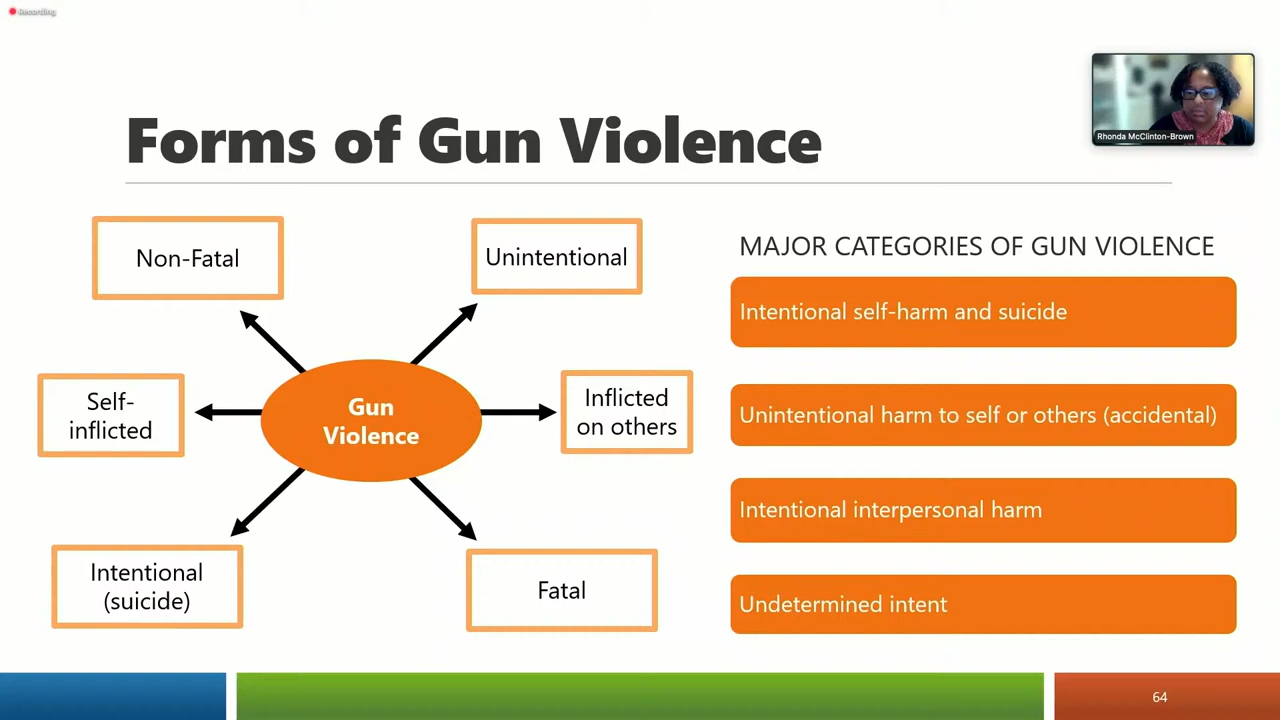 Recording
Rhonda McClinton-Brown
Forms of Gun Violence
Non-Fatal
Unintentional
Self-
inflicted
Gun
Violence
Inflicted
on others
Intentional
(suicide)
Fatal
MAJOR CATEGORIES OF GUN VIOLENCE
Intentional self-harm and suicide
Unintentional harm to self or others (accidental)
Intentional interpersonal harm
Undetermined intent
64